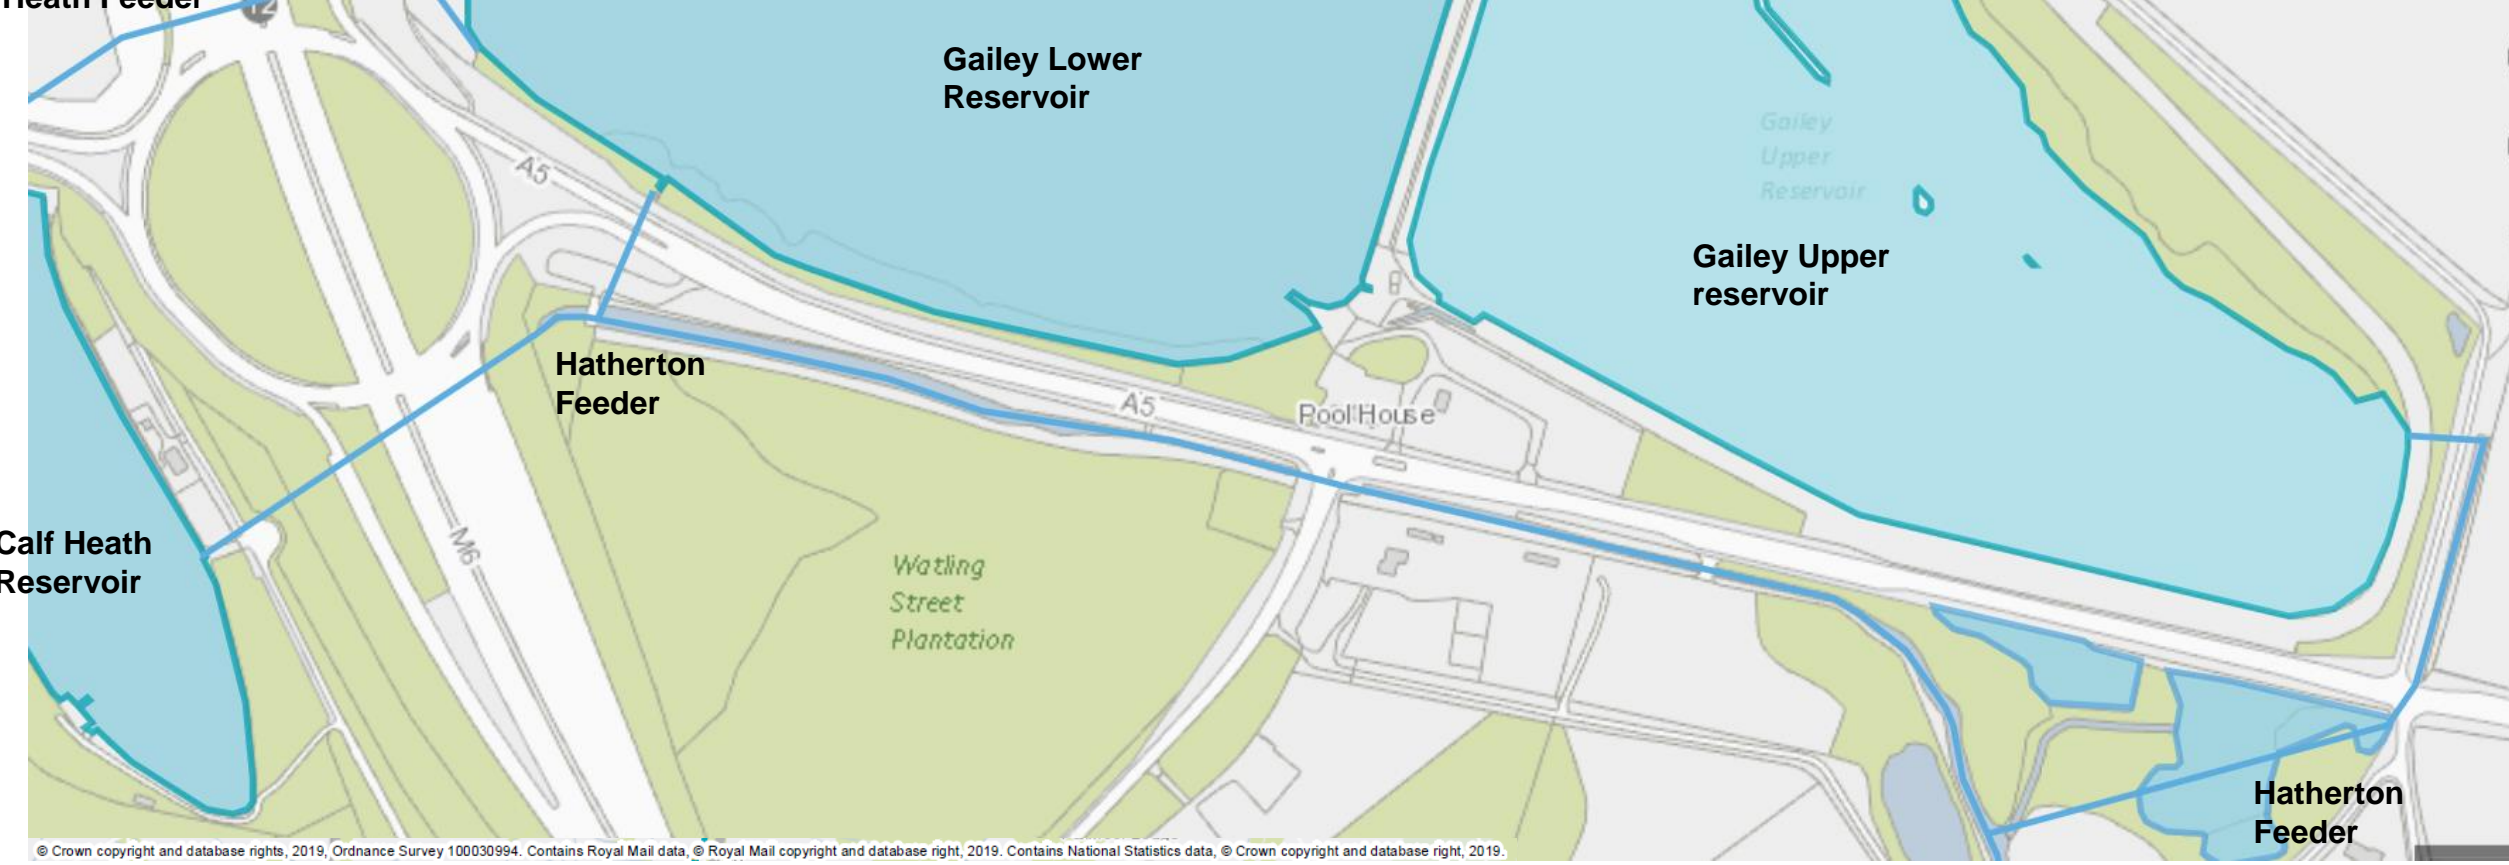 Heath Feeder
12
Gailey Lower
Reservoir
Gailey
Upper
Reservoir
A5
Gailey Upper
reservoir
Hatherton
Feeder
A5
Pool House
M6
Calf Heath
Reservoir
Watling
Street
Plantation
Hatherton
Feeder
© Crown copyright and database rights, 2019, Ordnance Survey 100030994. Contains Royal Mail data, © Royal Mail copyright and database right, 2019. Contains National Statistics data, © Crown copyright and database right, 2019.